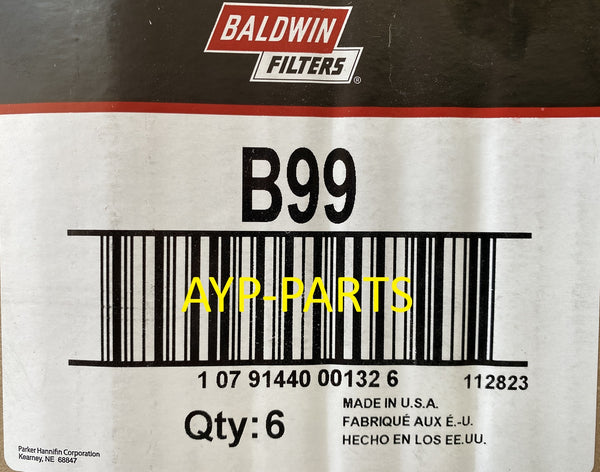 BALDWIN
FILTERS®
B99
AYP-PARTS
1 07 91440 00132 6
112823
Qty:6
MADE IN U.S.A.
FABRIQUÉ AUX É.-U.
HECHO EN LOS EE.UU.
Parker Hannifin Corporation
Kearney, NE 68847